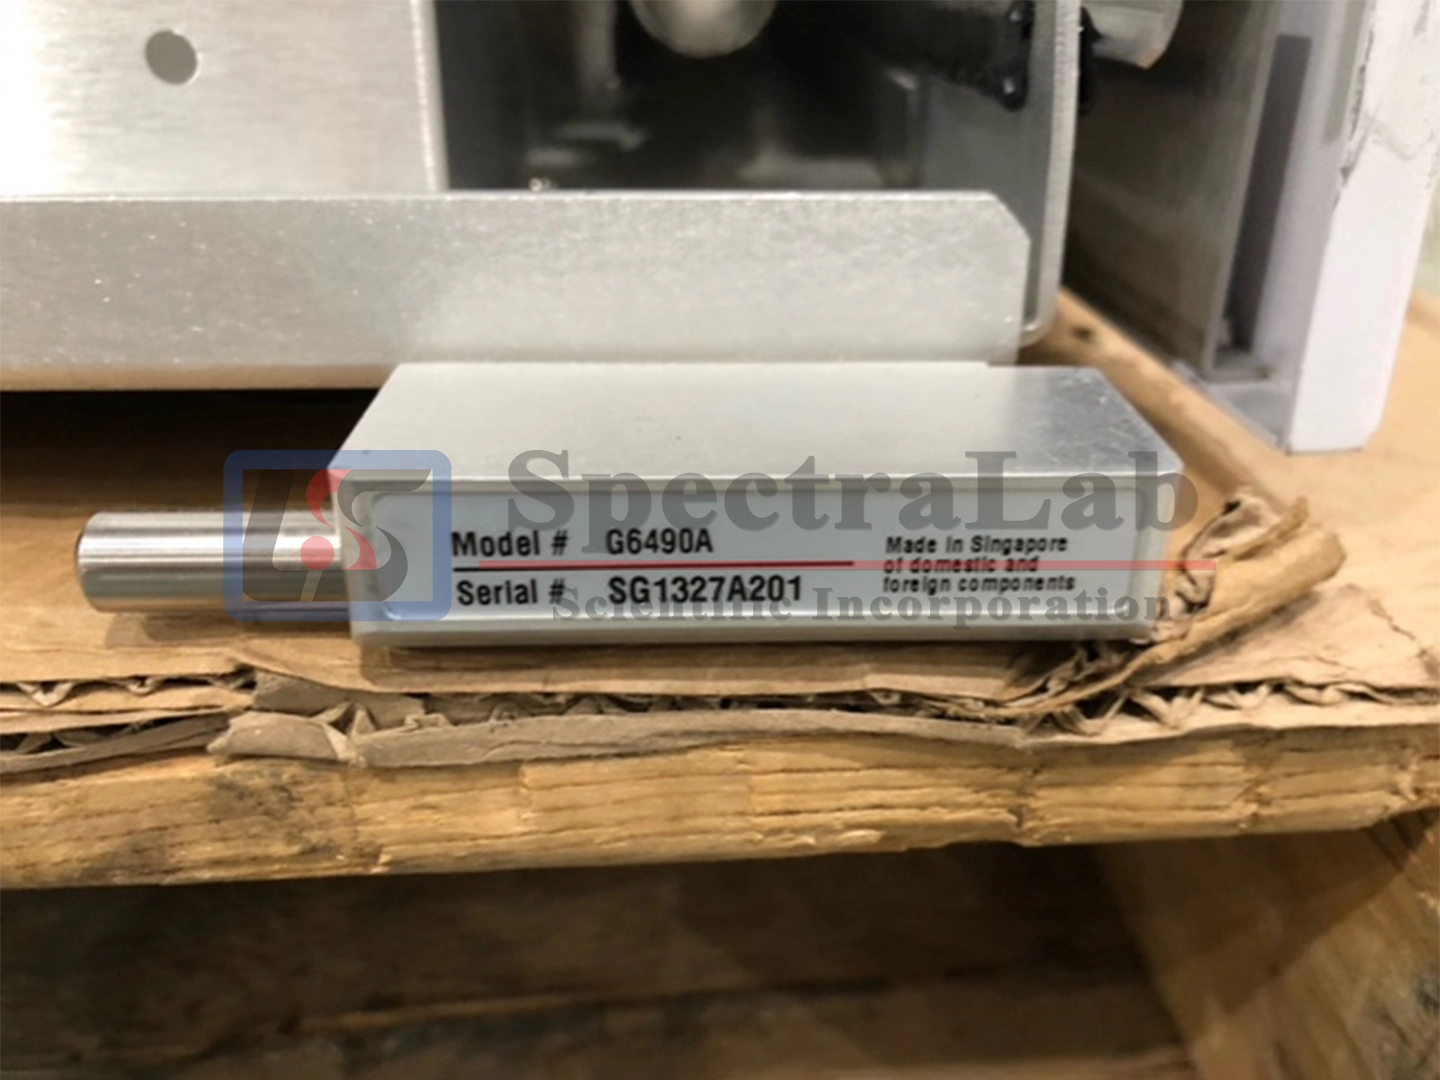 SpectraLab
Model # G6490A
Serial #: SG1327A201
Made in Singapore
of domestic and
foreign components
Scientific Incorporation